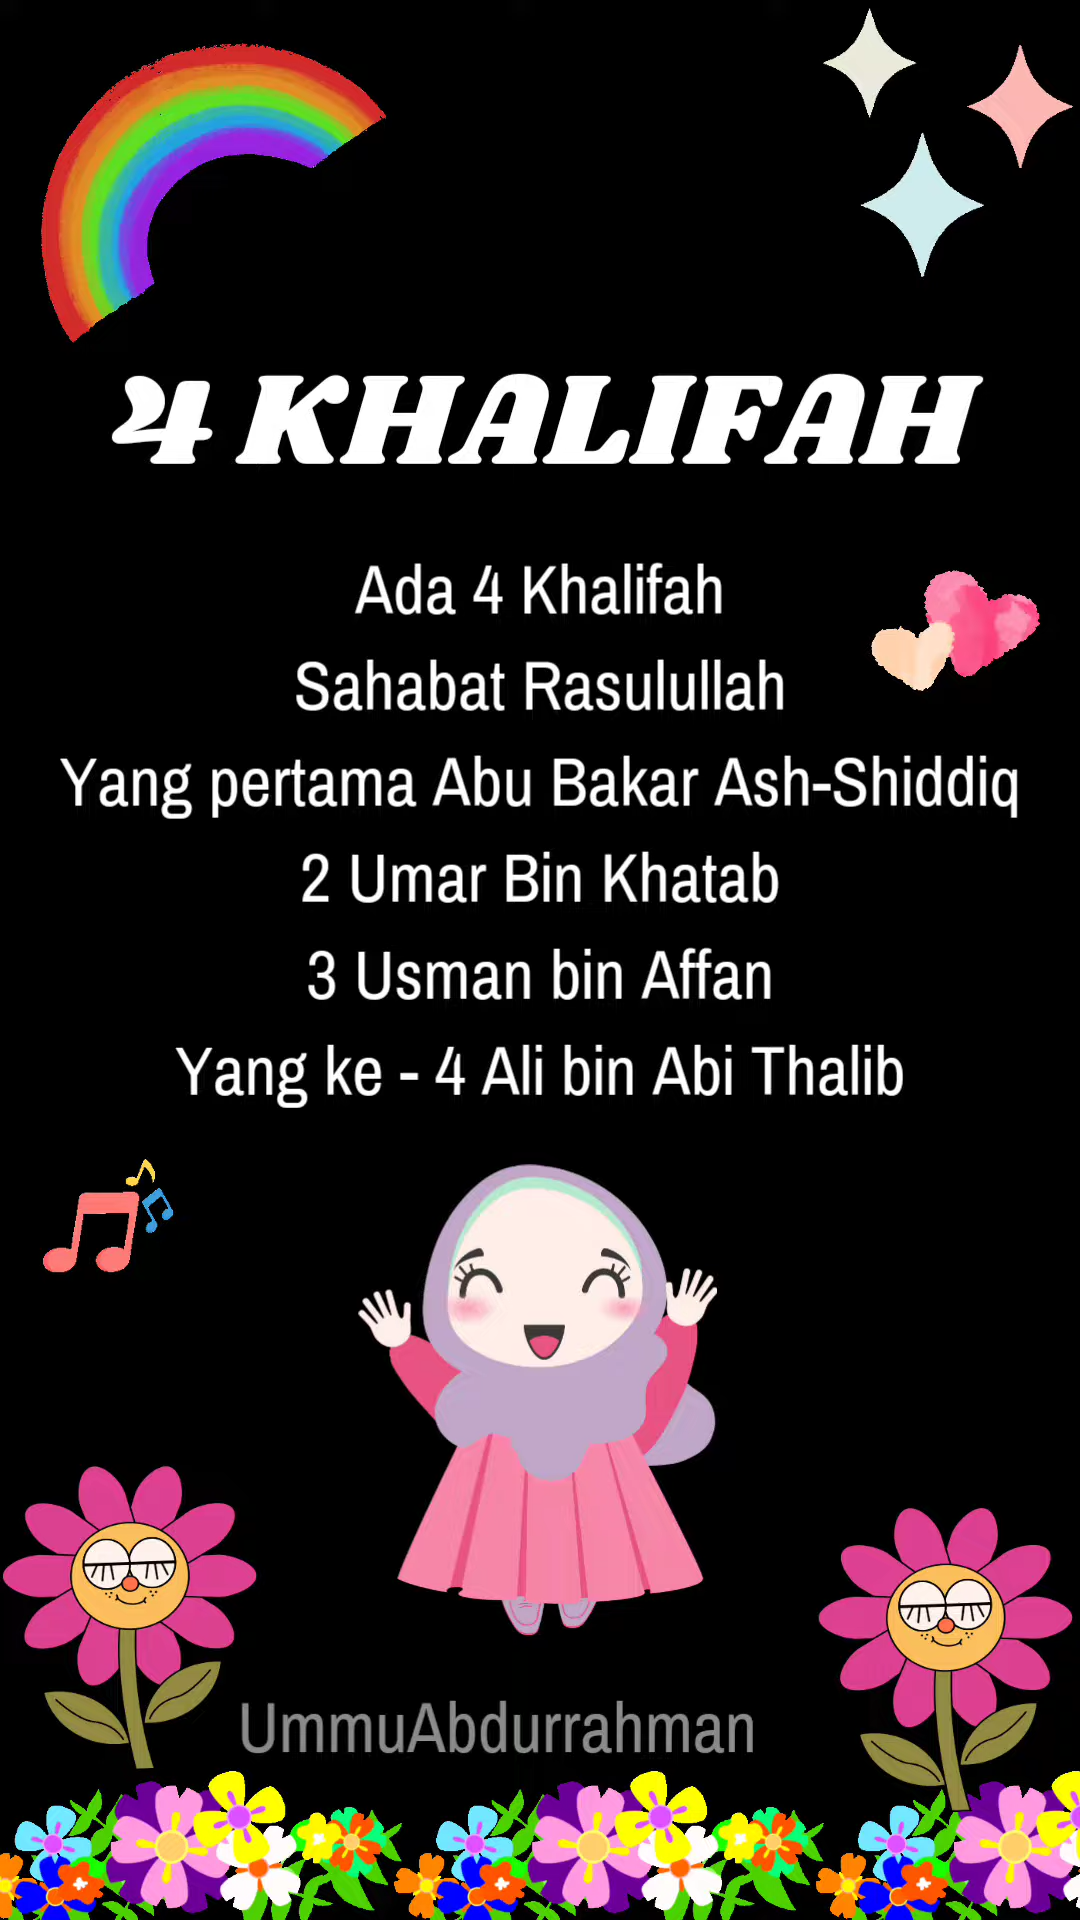 4 KHALIFAH
Ada 4 Khalifah
Sahabat Rasulullah
Yang pertama Abu Bakar Ash-Shiddiq
2 Umar Bin Khatab
3 Usman bin Affan
Yang ke - 4 Ali bin Abi Thalib
UmmuAbdurrahman